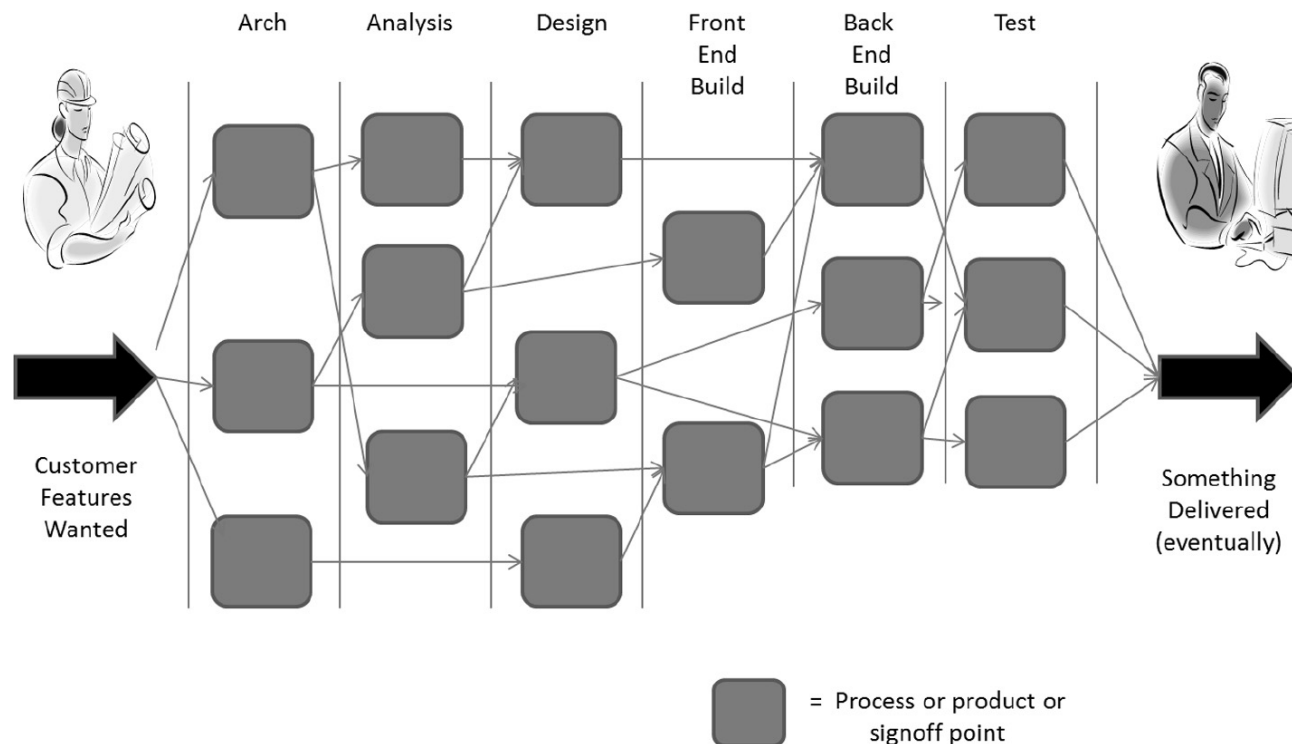 Arch
Analysis
Design
Front
End
Build
Back
End
Build
Test
Customer
Features
Wanted
Something
Delivered
(eventually)
= Process or product or
signoff point